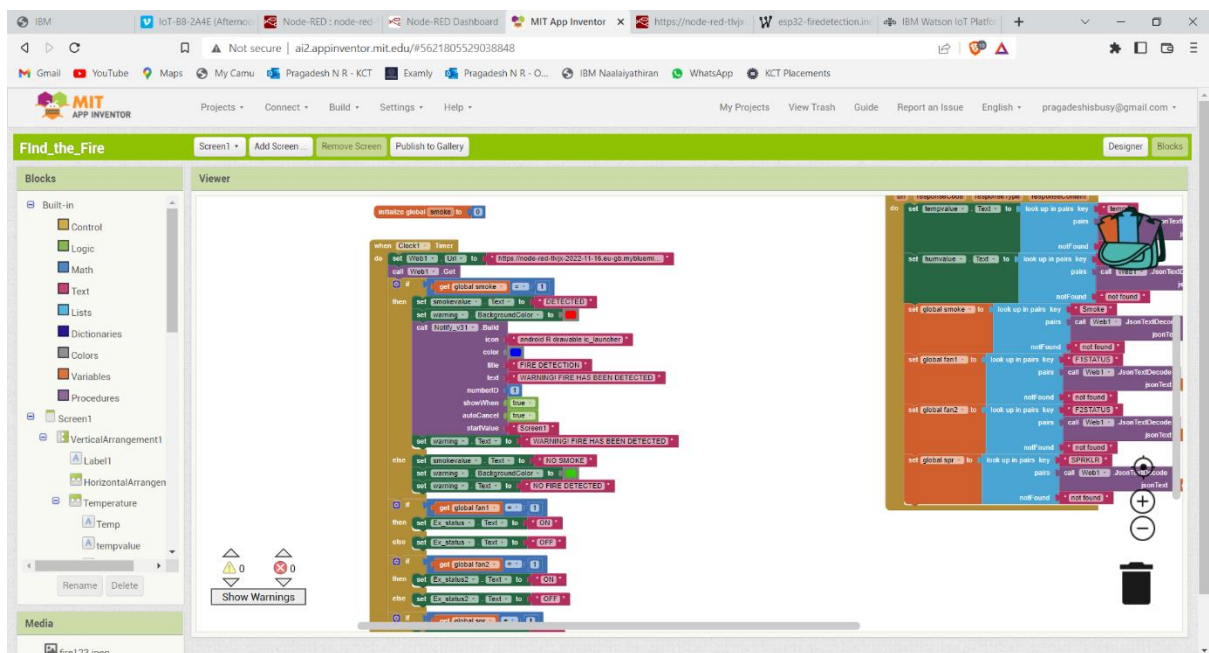 IBM
IoT-B8-2A4E (Afternoo
Node-RED : node-red-
Node-RED Dashboard
MIT App Inventor
https://node-red-tlvjx
esp32-firedetection.in
IBM Watson IoT Platfo
Not secure | ai2.appinventor.mit.edu/#5621805529038848
Gmail
YouTube
Maps
My Camu
Pragadesh N R - KCT
Examly
Pragadesh N R - O...
IBM Naalaiyathiran
WhatsApp
KCT Placements
MIT
APP INVENTOR
Projects
Connect
Build
Settings
Help
My Projects
View Trash
Guide
Report an Issue
English
pragadeshisbusy@gmail.com
FInd_the_Fire
Screen1
Add Screen ...
Remove Screen
Publish to Gallery
Designer
Blocks
Blocks
Viewer
Built-in
Control
Logic
Math
Text
Lists
Dictionaries
Colors
Variables
Procedures
Screen1
VerticalArrangement1
Label1
HorizontalArrangen
Temperature
Temp
tempvalue
Rename
Delete
Media
initialize global smoke to 0
when Clock1 .Timer
do set Web1 . Url to " https://node-red-tlvjx-2022-11-16.eu-gb.mybluemi... "
call Web1 .Get
if get global smoke = 1
then set smokevalue . Text to " DETECTED "
set warning . BackgroundColor to
call Notify_v31 .Build
icon " android R drawable ic_launcher "
color
title " FIRE DETECTION "
text " WARNING! FIRE HAS BEEN DETECTED "
numberID 1
showWhen true
autoCancel true
startValue " Screen1 "
set warning . Text to " WARNING! FIRE HAS BEEN DETECTED "
else set smokevalue . Text to " NO SMOKE "
set warning . BackgroundColor to
set warning . Text to " NO FIRE DETECTED "
if get global fan1 = 1
then set Ex_status . Text to " ON "
else set Ex_status . Text to " OFF "
if get global fan2 = 1
then set Ex_status2 . Text to " ON "
else set Ex_status2 . Text to " OFF "
if get global spr = 1
0
0
Show Warnings
responseCode responseType responseContent
do set tempvalue . Text to look up in pairs key
pairs
notFound
set humvalue . Text to look up in pairs key
pairs call Web1 .JsonTextD
notFound " not found "
set global smoke to look up in pairs key " Smoke "
pairs call Web1 .JsonTextDecod
jsonTe
notFound " not found "
set global fan1 to look up in pairs key " F1STATUS "
pairs call Web1 .JsonTextDecode
jsonText
notFound " not found "
set global fan2 to look up in pairs key " F2STATUS "
pairs call Web1 .JsonTextDecode
jsonText
notFound " not found "
set global spr to look up in pairs key " SPRKLR "
pairs call Web1 .JsonTextDecode
jsonText
notFound " not found "